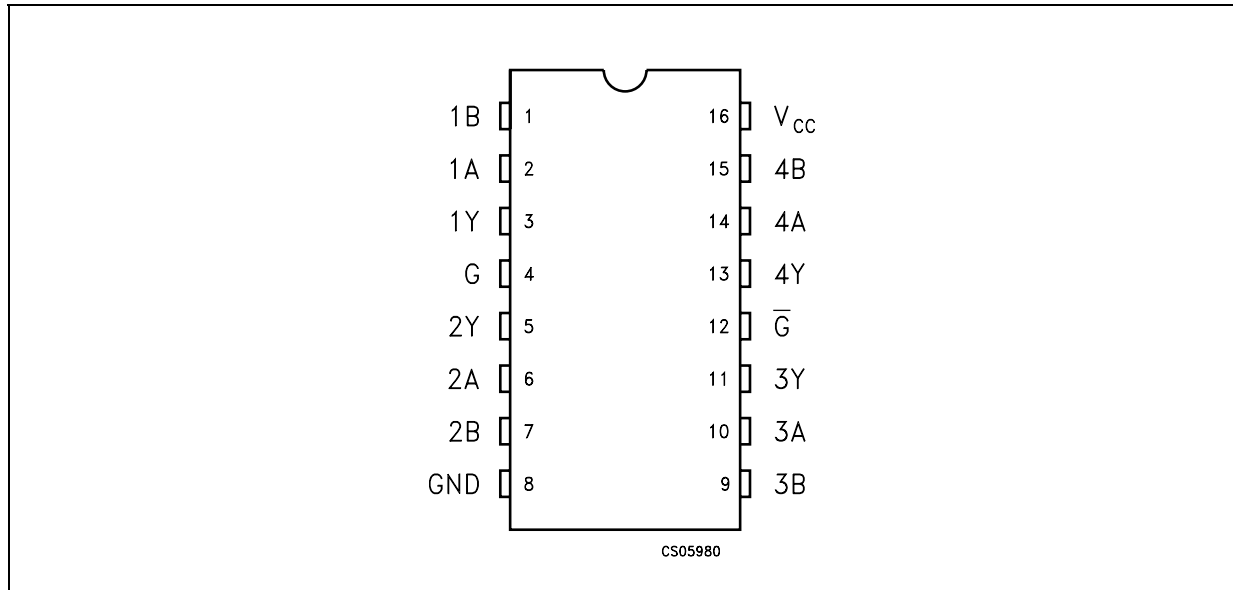 1B 1 16 VCC
1A 2 15 4B
1Y 3 14 4A
G 4 13 4Y
2Y 5 12 G̅
2A 6 11 3Y
2B 7 10 3A
GND 8 9 3B
CS05980